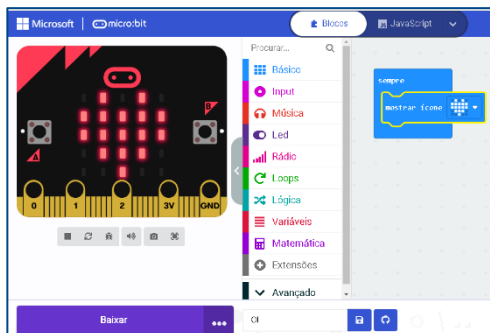 Microsoft
micro:bit
Blocos
JavaScript
Procurar...
Básico
Input
Música
Led
Rádio
Loops
Lógica
Variáveis
Matemática
Extensões
Avançado
sempre
mostrar ícone
A
B
0 1 2 3V GND
Baixar
OI